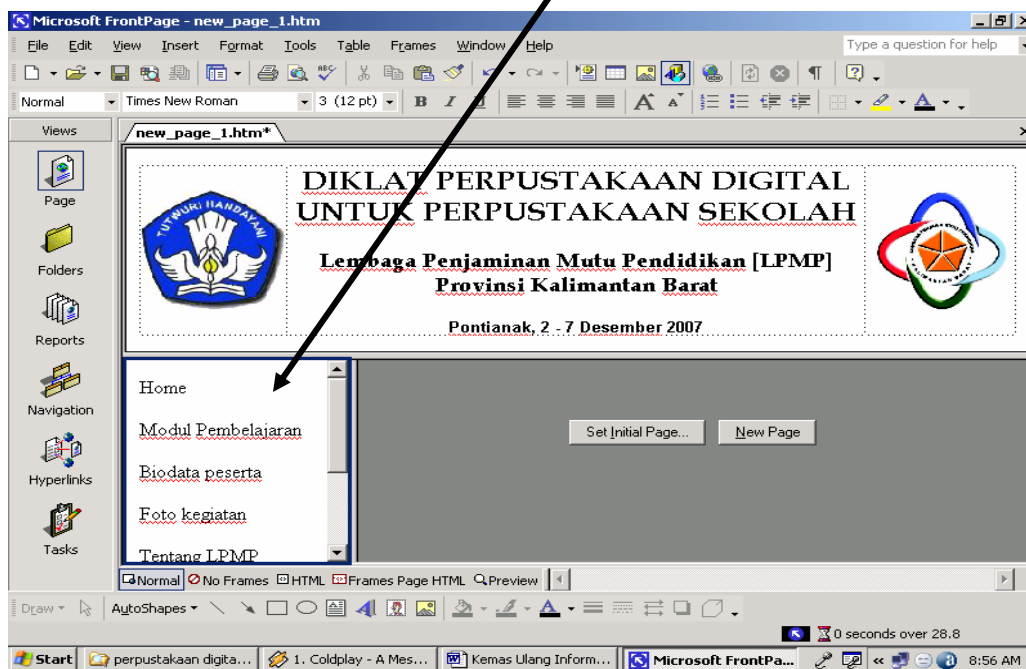 Microsoft FrontPage - new_page_1.htm
File Edit View Insert Format Tools Table Frames Window Help
Type a question for help
Normal Times New Roman 3 (12 pt) B I U
Views
new_page_1.htm*
Page
Folders
Reports
Navigation
Hyperlinks
Tasks
TUTWURI HANDAYANI
DIKLAT PERPUSTAKAAN DIGITAL
UNTUK PERPUSTAKAAN SEKOLAH
Lembaga Penjaminan Mutu Pendidikan [LPMP]
Provinsi Kalimantan Barat
Pontianak, 2 - 7 Desember 2007
Home
Modul Pembelajaran
Biodata peserta
Foto kegiatan
Tentang LPMP
Set Initial Page...
New Page
Normal No Frames HTML Frames Page HTML Preview
Draw AutoShapes
0 seconds over 28.8
Start perpustakaan digita... 1. Coldplay - A Mes... Kemas Ulang Inform... Microsoft FrontPa... 8:56 AM